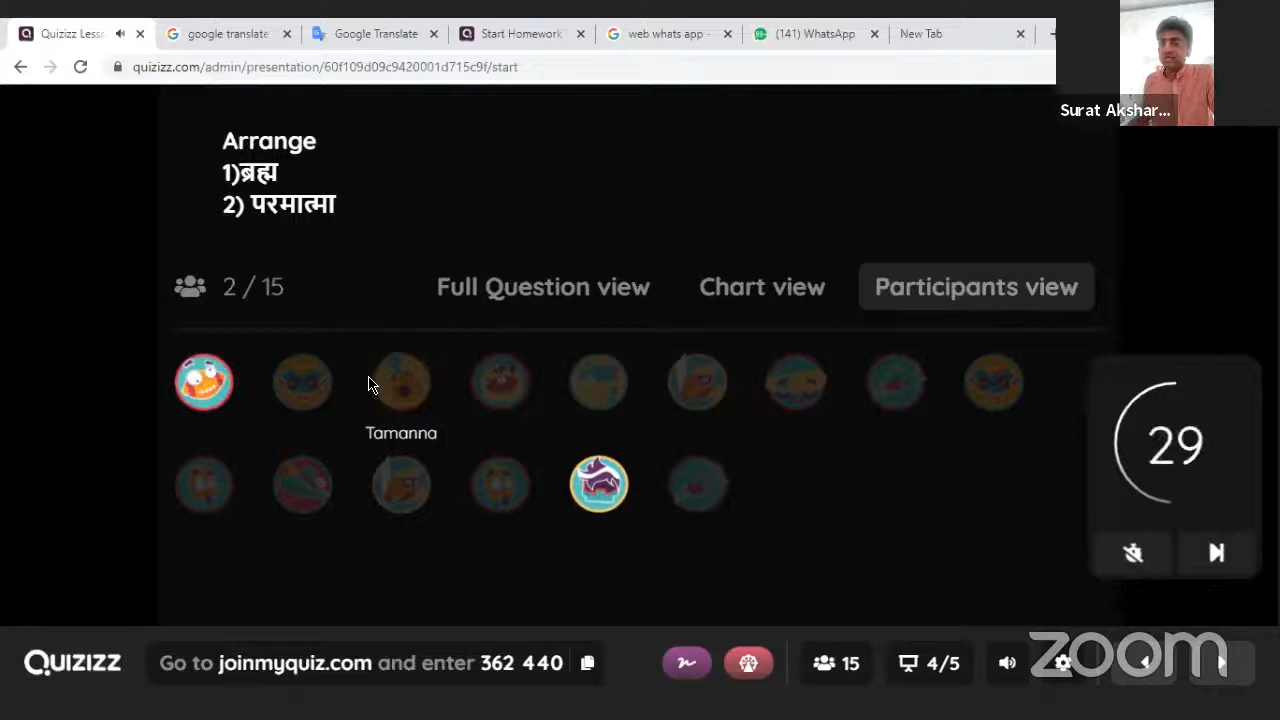 Quizizz Less
google translate
Google Translate
Start Homework
web whats app -
(141) WhatsApp
New Tab
quizizz.com/admin/presentation/60f109d09c9420001d715c9f/start
Surat Akshar...
Arrange
1)ब्रह्म
2) परमात्मा
2 / 15
Full Question view
Chart view
Participants view
Tamanna
29
QUIZIZZ
Go to joinmyquiz.com and enter 362 440
15
4/5
zoom